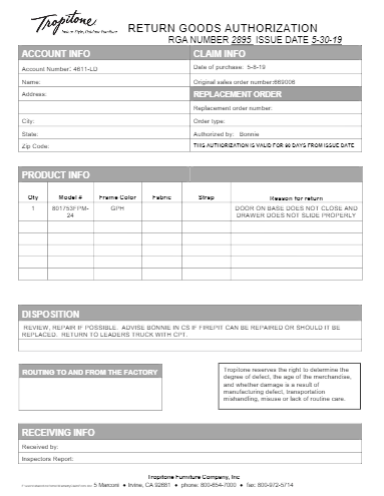 Tropitone
RETURN GOODS AUTHORIZATION
RGA NUMBER 2895 ISSUE DATE 5-30-19
ACCOUNT INFO
CLAIM INFO
Account Number: 4611-LD
Date of purchase: 5-8-19
Name:
Original sales order number:669006
Address:
REPLACEMENT ORDER
Replacement order number:
City:
Order type:
State:
Authorized by: Bonnie
Zip Code:
THIS AUTHORIZATION IS VALID FOR 60 DAYS FROM ISSUE DATE
PRODUCT INFO
Qty Model # Frame Color Fabric Strap Reason for return
1 801763FPM- GPH DOOR ON BASE DOES NOT CLOSE AND
24 DRAWER DOES NOT SLIDE PROPERLY
DISPOSITION
REVIEW, REPAIR IF POSSIBLE. ADVISE BONNIE IN CS IF FIREPIT CAN BE REPAIRED OR SHOULD IT BE
REPLACED. RETURN TO LEADERS TRUCK WITH CPT.
ROUTING TO AND FROM THE FACTORY
Tropitone reserves the right to determine the
degree of defect, the age of the merchandise,
and whether damage is a result of
manufacturing defect, transportation
mishandling, misuse or lack of routine care.
RECEIVING INFO
Received by:
Inspectors Report:
Tropitone Furniture Company, Inc
5 Marconi • Irvine, CA 92661 • phone: 800-654-7000 • fax: 800-972-5714